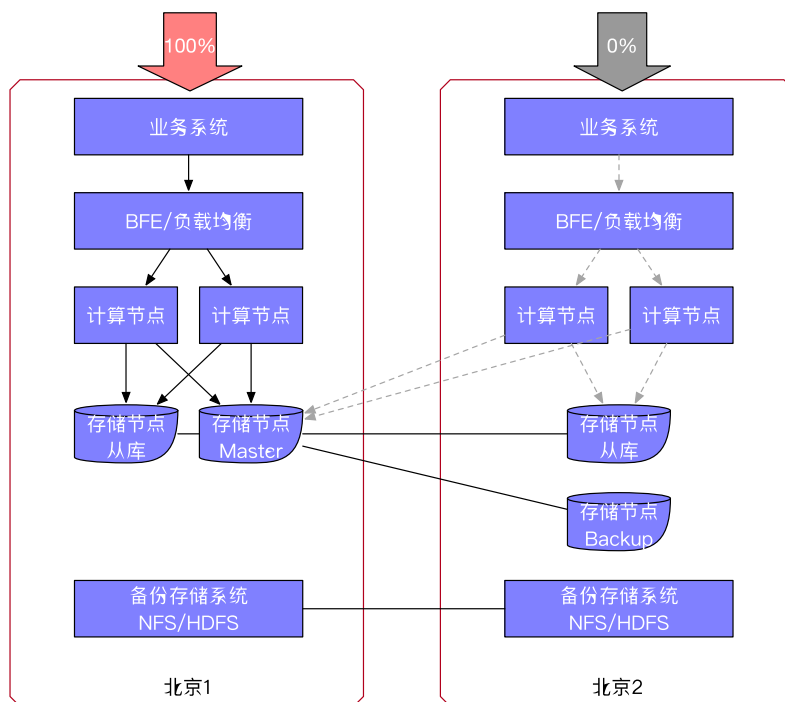 100%
业务系统
BFE/负载均衡
计算节点
计算节点
存储节点
从库
存储节点
Master
备份存储系统
NFS/HDFS
北京1
0%
业务系统
BFE/负载均衡
计算节点
计算节点
存储节点
从库
存储节点
Backup
备份存储系统
NFS/HDFS
北京2